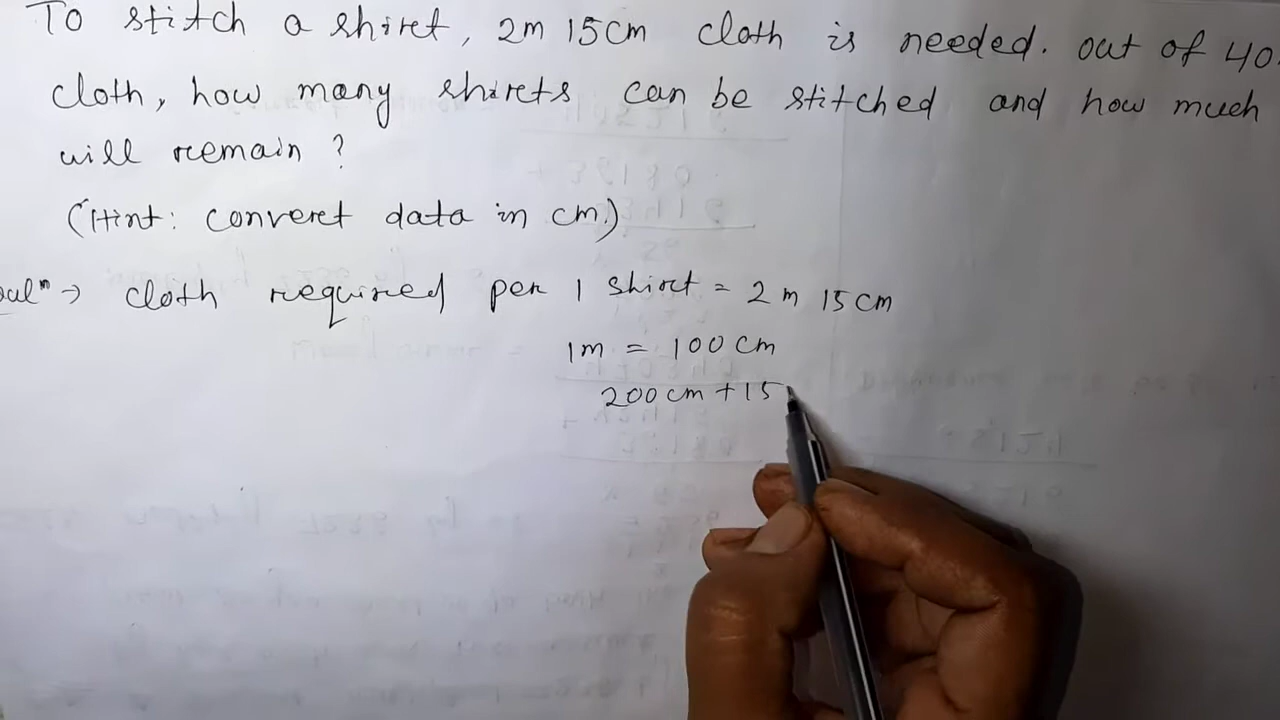 To stitch a shirt, 2m 15cm cloth is needed. out of 40
cloth, how many shirts can be stitched and how much
will remain?
(Hint: convert data in cm.)
→ cloth required per 1 shirt = 2 m 15cm
1m = 100 cm
200 cm + 15